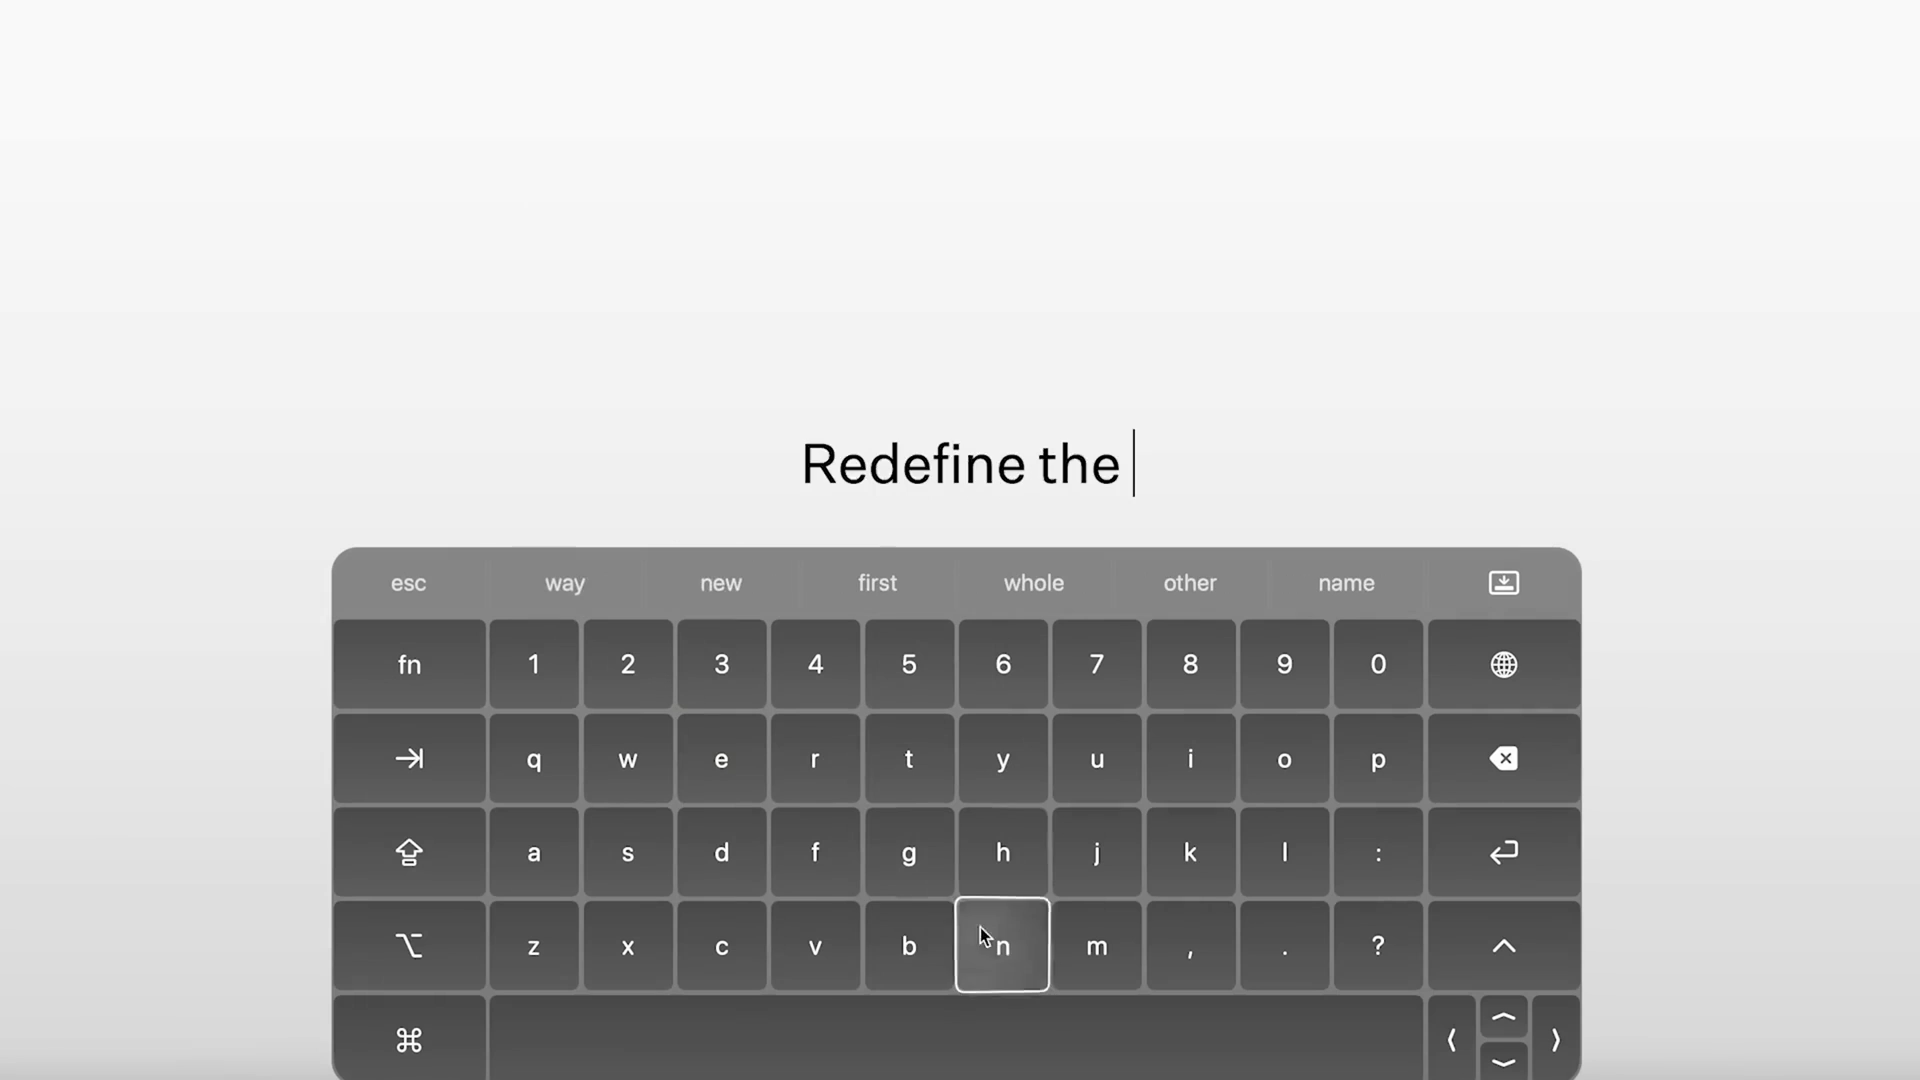 Redefine the
esc way new first whole other name
fn 1 2 3 4 5 6 7 8 9 0
q w e r t y u i o p
a s d f g h j k l :
z x c v b n m , . ?